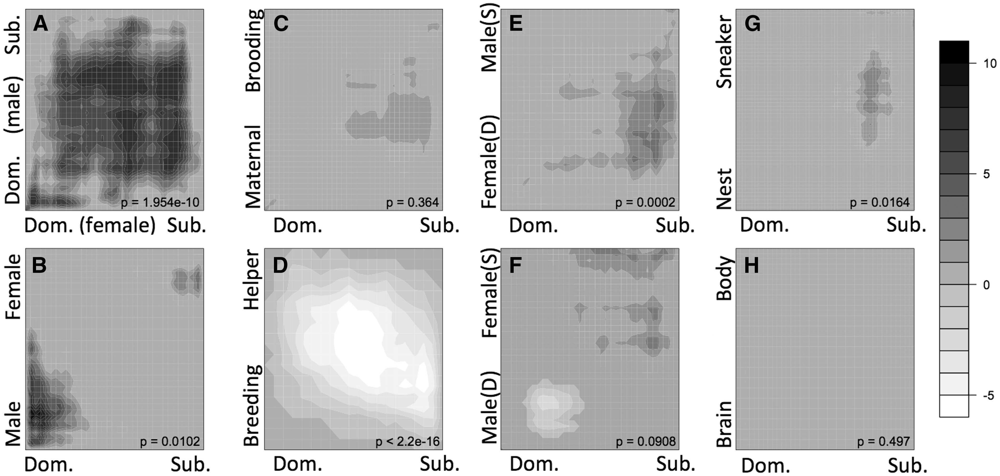 A
Sub.
(male)
Dom.
p = 1.954e-10
Dom. (female) Sub.
C
Brooding
Maternal
p = 0.364
Dom. Sub.
E
Male(S)
Female(D)
p = 0.0002
Dom. Sub.
G
Sneaker
Nest
p = 0.0164
Dom. Sub.
B
Female
Male
p = 0.0102
Dom. Sub.
D
Helper
Breeding
p < 2.2e-16
Dom. Sub.
F
Female(S)
Male(D)
p = 0.0908
Dom. Sub.
H
Body
Brain
p = 0.497
Dom. Sub.
10
5
0
-5